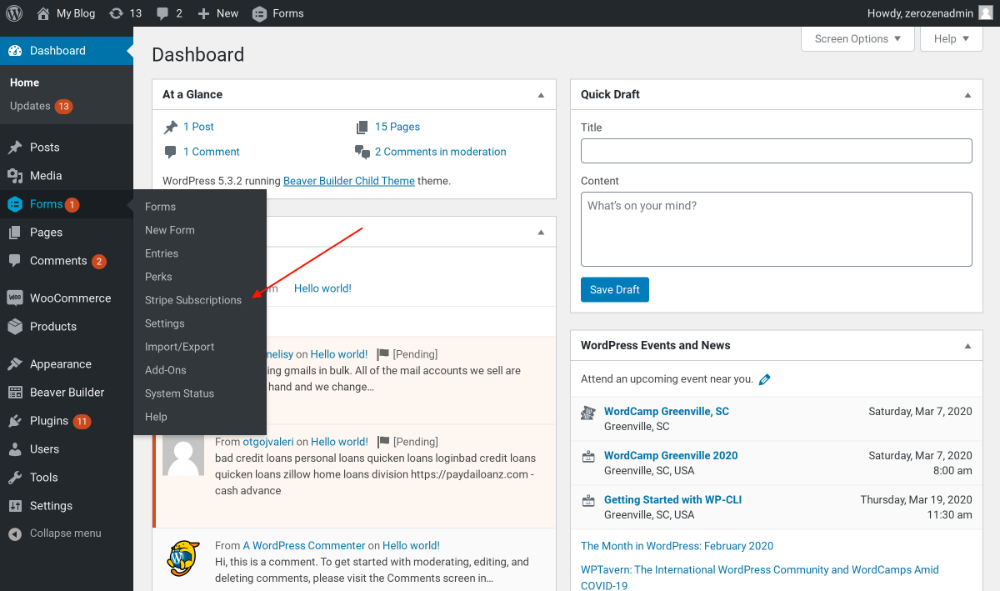 My Blog 13 2 New Forms Howdy, zerozenadmin
Dashboard
Home
Updates 13
Posts
Media
Forms 1
Pages
Comments 2
WOO WooCommerce
Products
Appearance
Beaver Builder
Plugins 11
Users
Tools
Settings
Collapse menu
Forms
New Form
Entries
Perks
Stripe Subscriptions
Settings
Import/Export
Add-Ons
System Status
Help
Screen Options ▼ Help ▼
Dashboard
At a Glance
1 Post 15 Pages
1 Comment 2 Comments in moderation
WordPress 5.3.2 running Beaver Builder Child Theme theme.
Hello world!
on Hello world! [Pending]
gmails in bulk. All of the mail accounts we sell are
hand and we change…
From otgojvaleri on Hello world! [Pending]
bad credit loans personal loans quicken loans loginbad credit loans
quicken loans zillow home loans division https://paydailoanz.com -
cash advance
From A WordPress Commenter on Hello world!
Hi, this is a comment. To get started with moderating, editing, and
deleting comments, please visit the Comments screen in…
Quick Draft
Title
Content
What's on your mind?
Save Draft
WordPress Events and News
Attend an upcoming event near you.
WordCamp Greenville, SC Saturday, Mar 7, 2020
Greenville, SC
WordCamp Greenville 2020 Saturday, Mar 7, 2020
Greenville, SC, USA 8:00 am
Getting Started with WP-CLI Thursday, Mar 19, 2020
Greenville, SC, USA 11:30 am
The Month in WordPress: February 2020
WPTavern: The International WordPress Community and WordCamps Amid
COVID-19